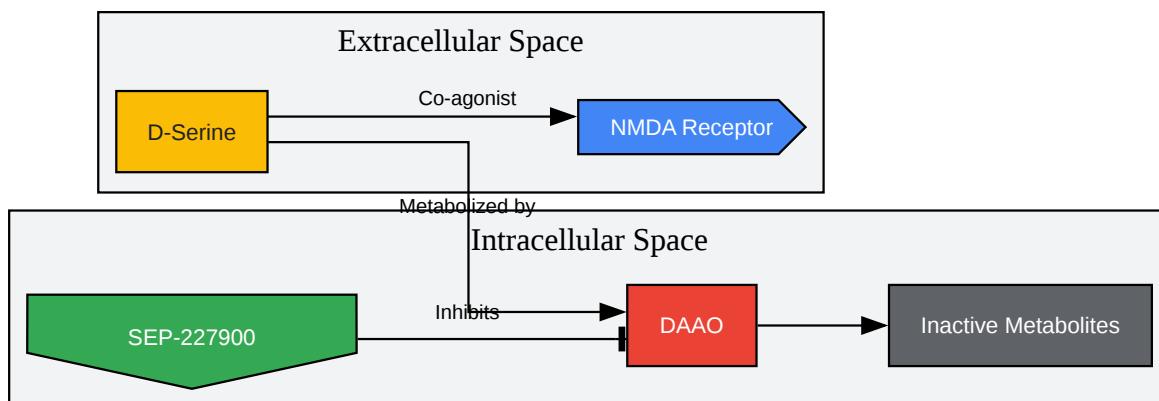 Extracellular Space
Co-agonist
D-Serine
NMDA Receptor
Metabolized by
Intracellular Space
Inhibits
SEP-227900
DAAO
Inactive Metabolites